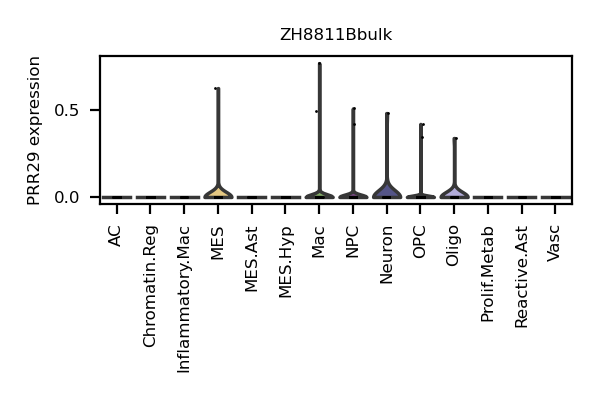 ZH8811Bbulk
PRR29 expression
0.5
0.0
AC
Chromatin.Reg
Inflammatory.Mac
MES
MES.Ast
MES.Hyp
Mac
NPC
Neuron
OPC
Oligo
Prolif.Metab
Reactive.Ast
Vasc